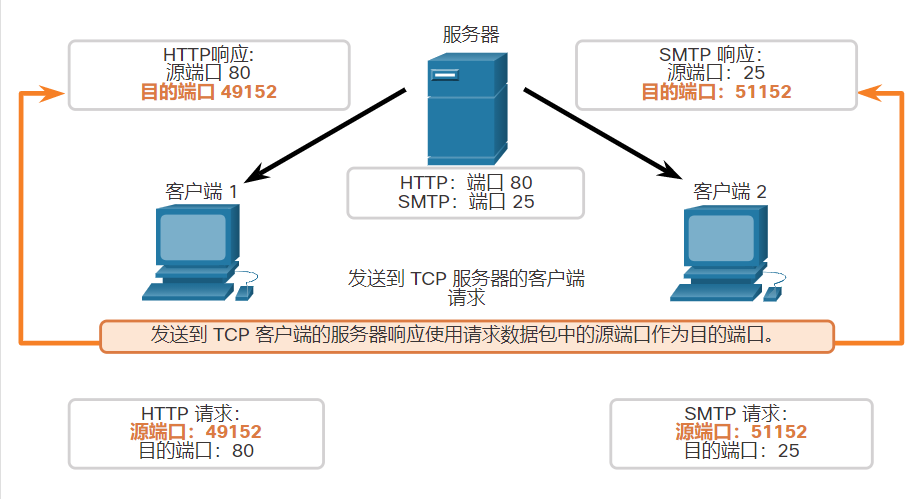 服务器
HTTP响应:
源端口 80
目的端口 49152
SMTP 响应:
源端口：25
目的端口：51152
HTTP：端口 80
SMTP：端口 25
客户端 1
客户端 2
发送到 TCP 服务器的客户端
请求
发送到 TCP 客户端的服务器响应使用请求数据包中的源端口作为目的端口。
HTTP 请求:
源端口：49152
目的端口：80
SMTP 请求:
源端口：51152
目的端口：25